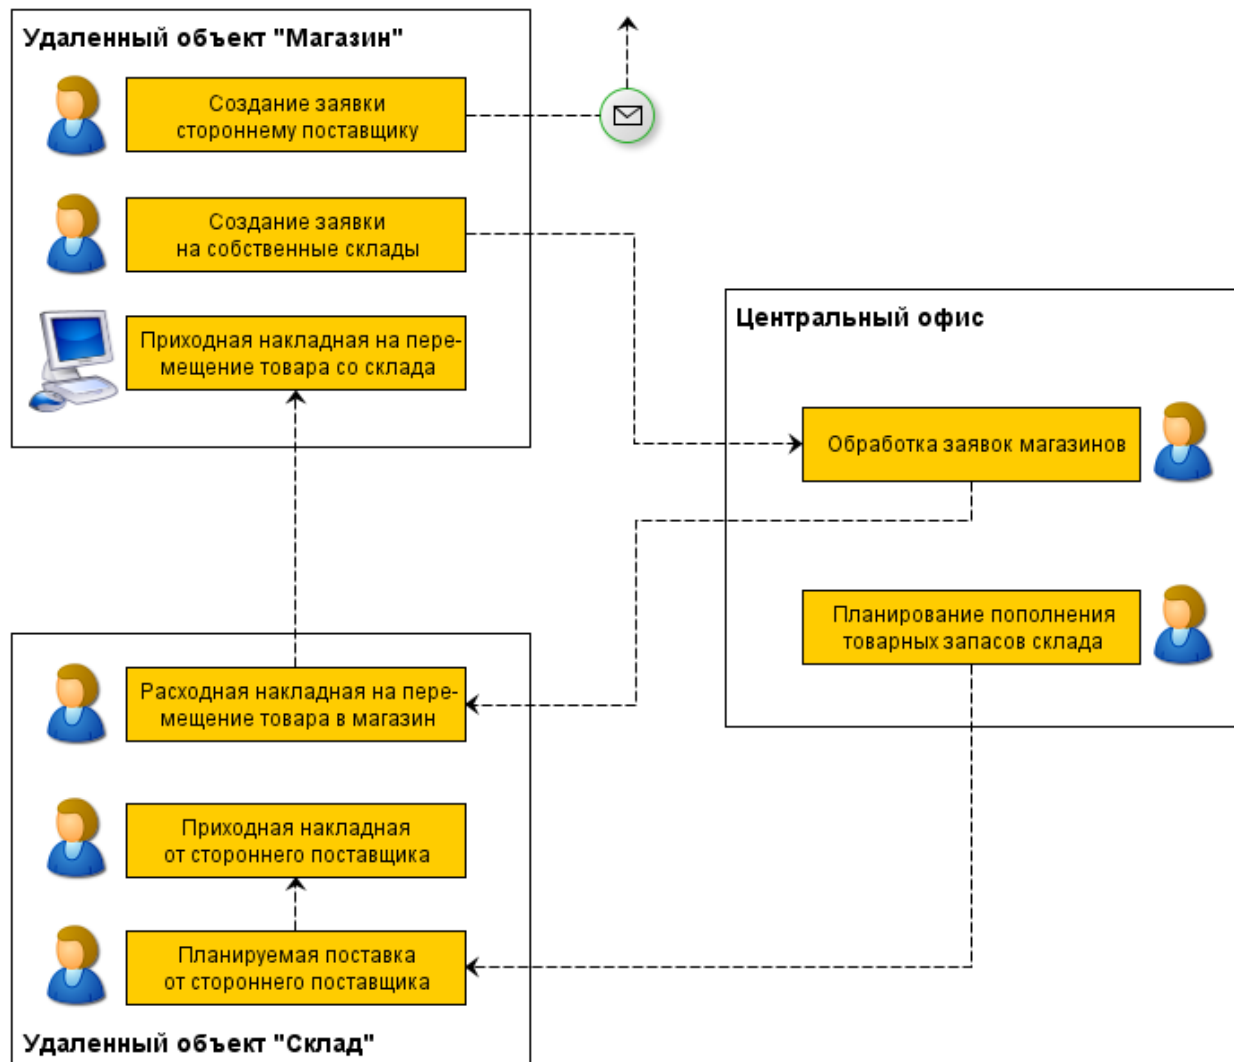 Удаленный объект "Магазин"
Создание заявки
стороннему поставщику
Создание заявки
на собственные склады
Приходная накладная на пере-
мещение товара со склада
Центральный офис
Обработка заявок магазинов
Планирование пополнения
товарных запасов склада
Расходная накладная на пере-
мещение товара в магазин
Приходная накладная
от стороннего поставщика
Планируемая поставка
от стороннего поставщика
Удаленный объект "Склад"